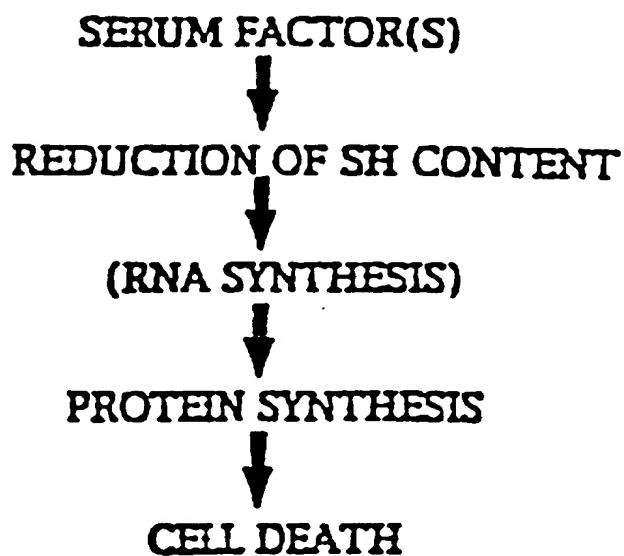 SERUM FACTOR(S)
REDUCTION OF SH CONTENT
(RNA SYNTHESIS)
PROTEIN SYNTHESIS
CELL DEATH